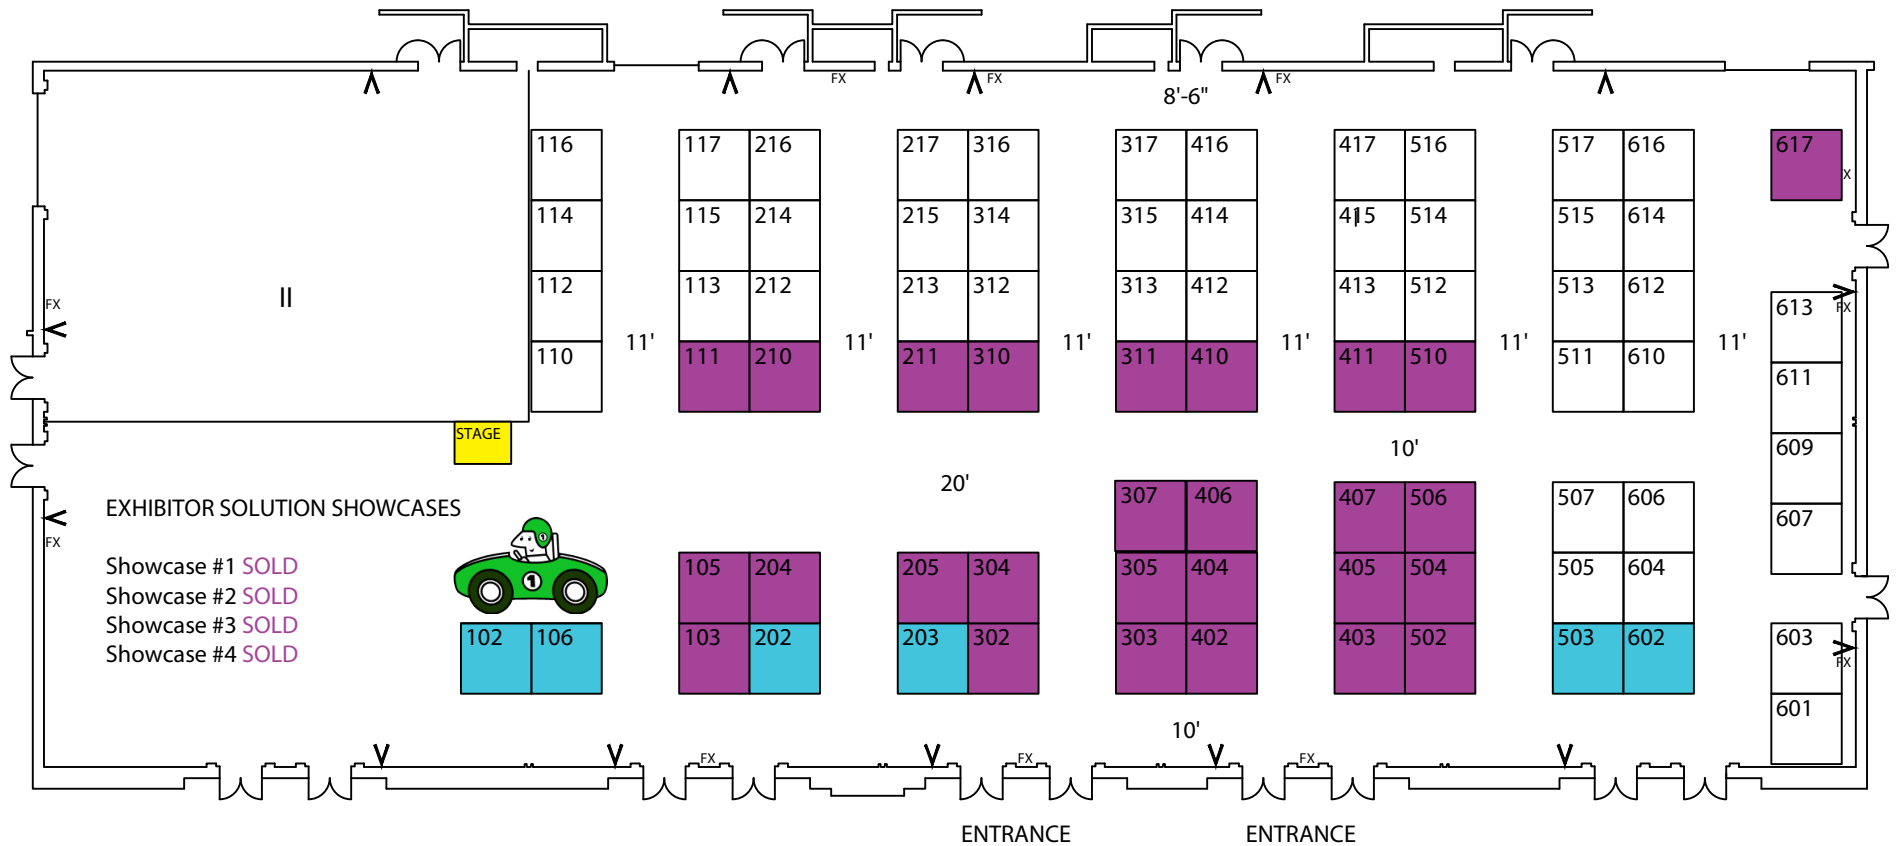 FX FX FX
8'-6"
116 117 216 217 316 317 416 417 516 517 616 617
X
114 115 214 215 314 315 414 415 514 515 614
II
112 113 212 213 312 313 412 413 512 513 612 613
FX FX
11' 11' 11' 11' 11' 11'
110 111 210 211 310 311 410 411 510 511 610 611
STAGE
10'
609
20'
307 406 407 506 507 606
EXHIBITOR SOLUTION SHOWCASES
607
FX
1
Showcase #1 SOLD
105 204 205 304 305 404 405 504 505 604
1
Showcase #2 SOLD
Showcase #3 SOLD
102 106 103 202 203 302 303 402 403 502 503 602 603
Showcase #4 SOLD
FX
601
10'
FX FX FX
ENTRANCE ENTRANCE